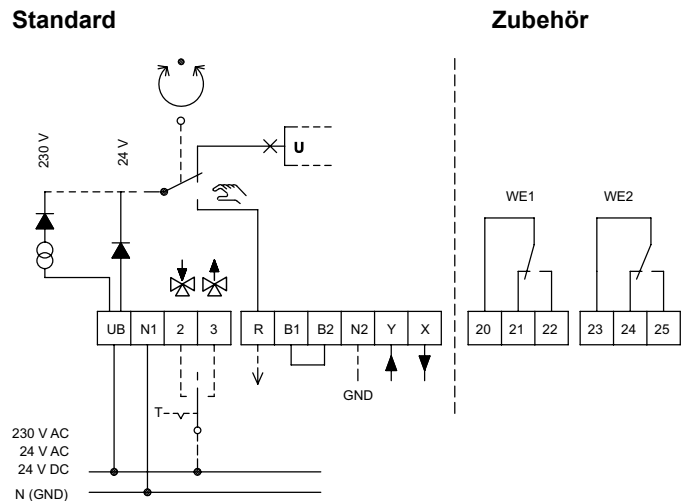 Standard
Zubehör
230 V
24 V
U
WE1
WE2
UB N1 2 3 R B1 B2 N2 Y X
20 21 22 23 24 25
GND
T
230 V AC
24 V AC
24 V DC
N (GND)